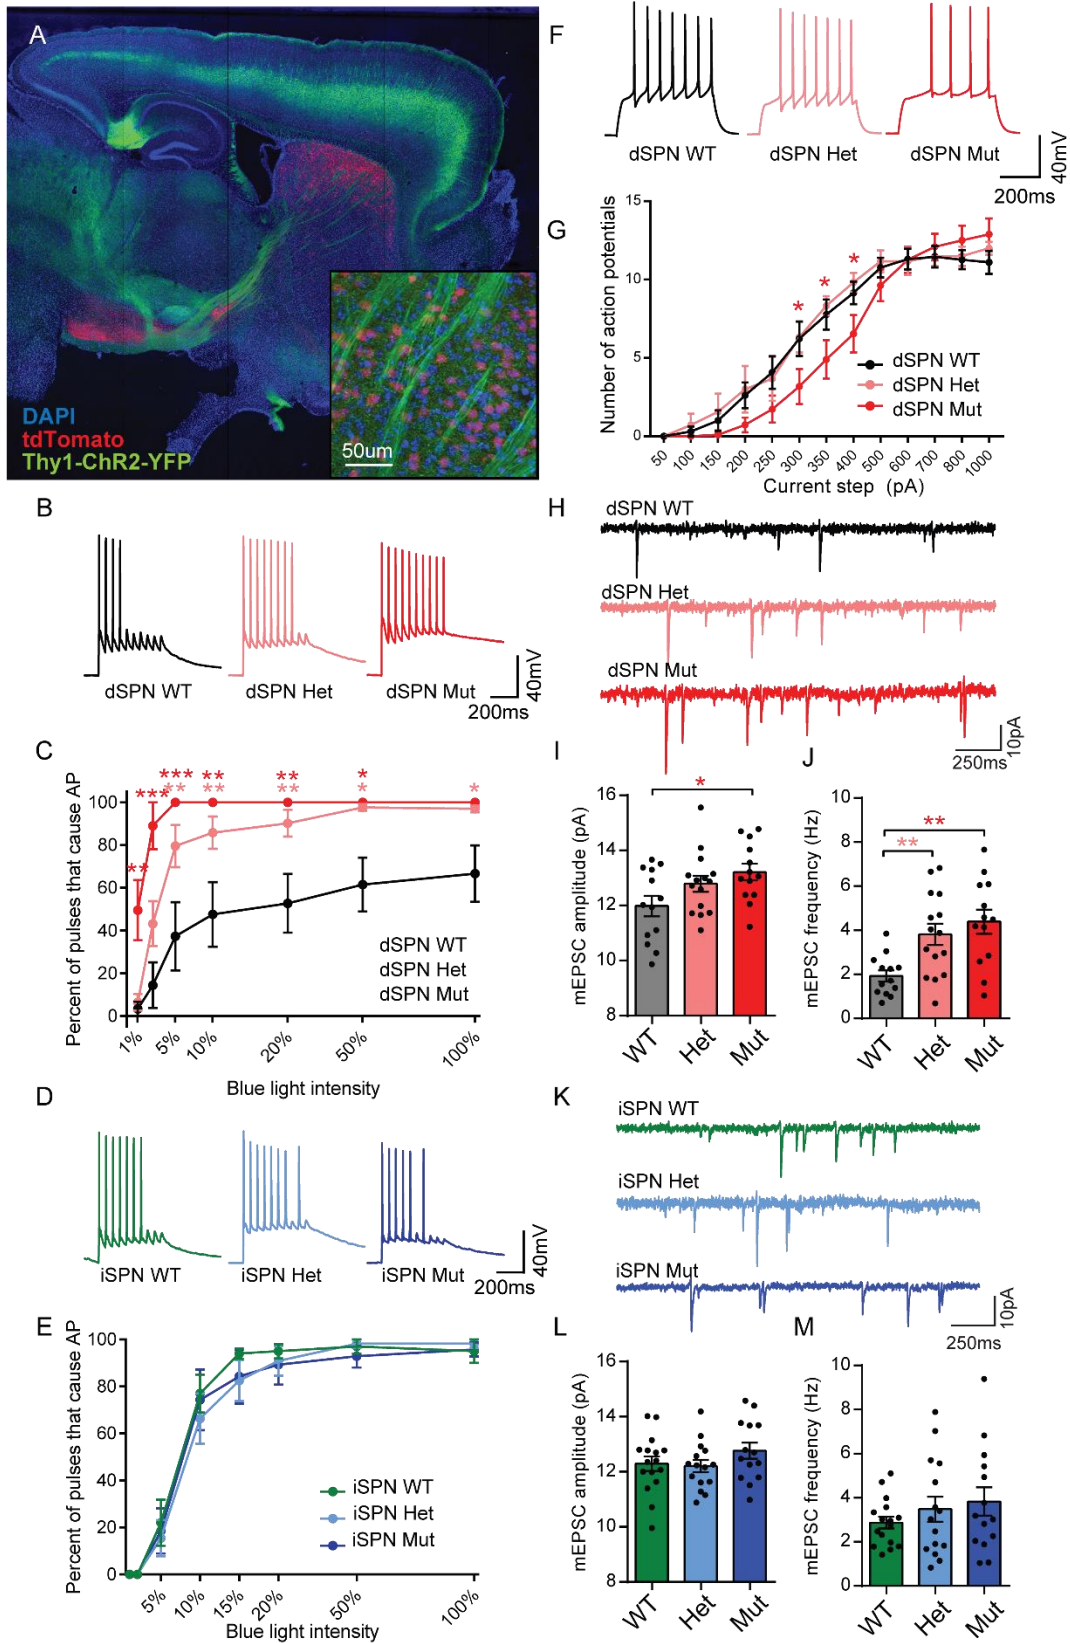 A
DAPI
tdTomato
Thy1-ChR2-YFP
50um
B
dSPN WT
dSPN Het
dSPN Mut
40mV
200ms
C
Percent of pulses that cause AP
100
80
60
40
20
0
** *** *** ** ** *
** ** ** * *
dSPN WT
dSPN Het
dSPN Mut
1% 5% 10% 20% 50% 100%
Blue light intensity
D
iSPN WT
iSPN Het
iSPN Mut
40mV
200ms
E
Percent of pulses that cause AP
100
80
60
40
20
0
iSPN WT
iSPN Het
iSPN Mut
5% 10% 15% 20% 50% 100%
Blue light intensity
F
dSPN WT
dSPN Het
dSPN Mut
40mV
200ms
G
Number of action potentials
15
10
5
0
* * *
dSPN WT
dSPN Het
dSPN Mut
50 100 150 200 250 300 350 400 500 600 700 800 1000
Current step (pA)
H
dSPN WT
dSPN Het
dSPN Mut
10pA
250ms
I
mEPSC amplitude (pA)
16
14
12
10
8
*
WT Het Mut
J
mEPSC frequency (Hz)
10
8
6
4
2
0
**
**
WT Het Mut
K
iSPN WT
iSPN Het
iSPN Mut
10pA
250ms
L
mEPSC amplitude (pA)
16
14
12
10
8
WT Het Mut
M
mEPSC frequency (Hz)
10
8
6
4
2
0
WT Het Mut